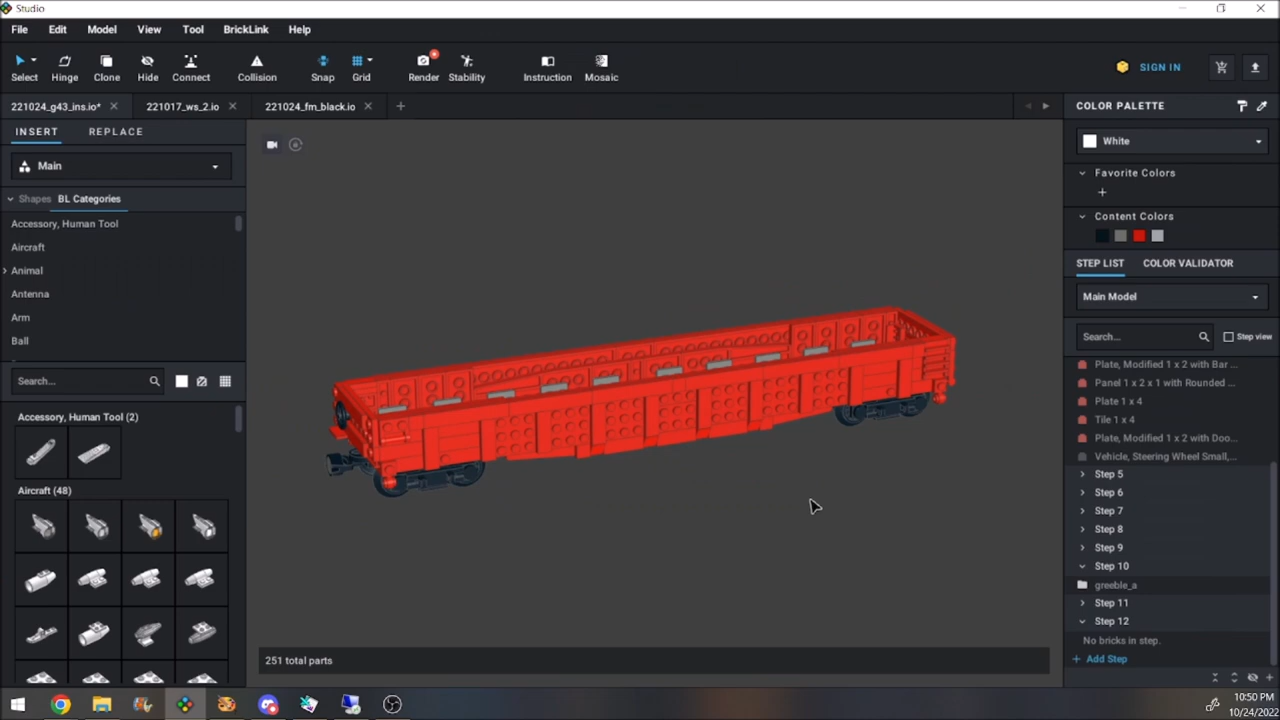 Studio
File Edit Model View Tool BrickLink Help
Select Hinge Clone Hide Connect Collision Snap Grid Render Stability Instruction Mosaic SIGN IN
221024_g43_ins.io* 221017_ws_2.io 221024_fm_black.io
INSERT REPLACE
Main
Shapes BL Categories
Accessory, Human Tool
Aircraft
Animal
Antenna
Arm
Ball
Search...
Accessory, Human Tool (2)
Aircraft (48)
251 total parts
COLOR PALETTE
White
Favorite Colors
Content Colors
STEP LIST COLOR VALIDATOR
Main Model
Search... Step view
Plate, Modified 1 x 2 with Bar ...
Panel 1 x 2 x 1 with Rounded ...
Plate 1 x 4
Tile 1 x 4
Plate, Modified 1 x 2 with Doo...
Vehicle, Steering Wheel Small,...
Step 5
Step 6
Step 7
Step 8
Step 9
Step 10
greeble_a
Step 11
Step 12
No bricks in step.
+ Add Step
10:50 PM
10/24/2022